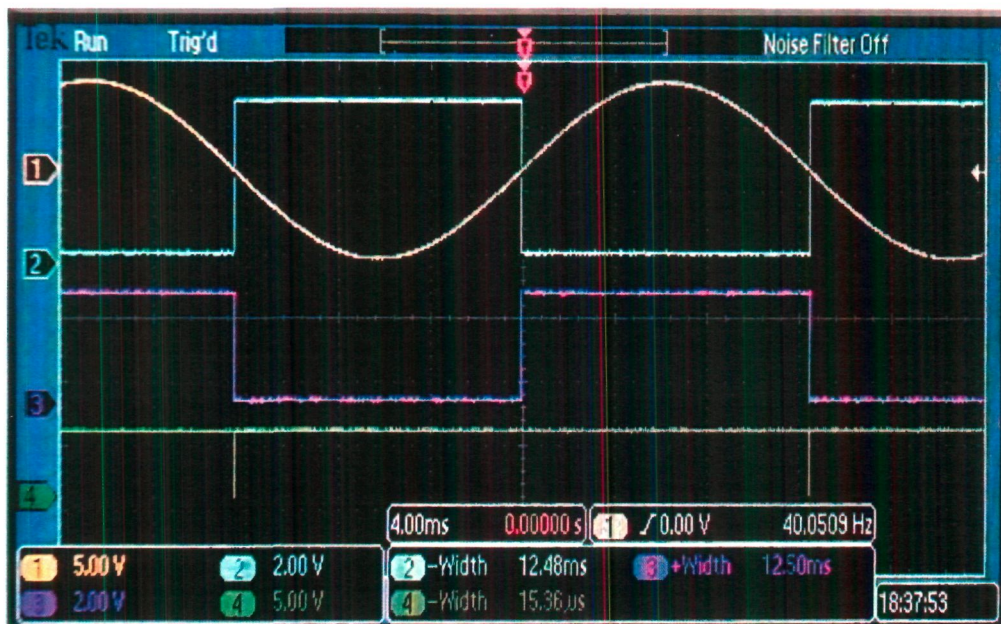 Tek Run Trig'd Noise Filter Off
1
2
3
4
4.00ms 0.00000 s 1 ∫ 0.00 V 40.0509 Hz
1 5.00 V 2 2.00 V 2 -Width 12.48ms 3 +Width 12.50ms
3 2.00 V 4 5.00 V 4 -Width 15.36µs 18:37:53